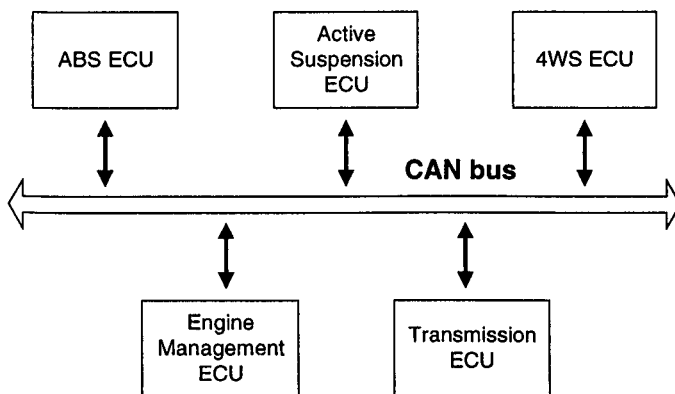 ABS ECU
Active
Suspension
ECU
4WS ECU
CAN bus
Engine
Management
ECU
Transmission
ECU